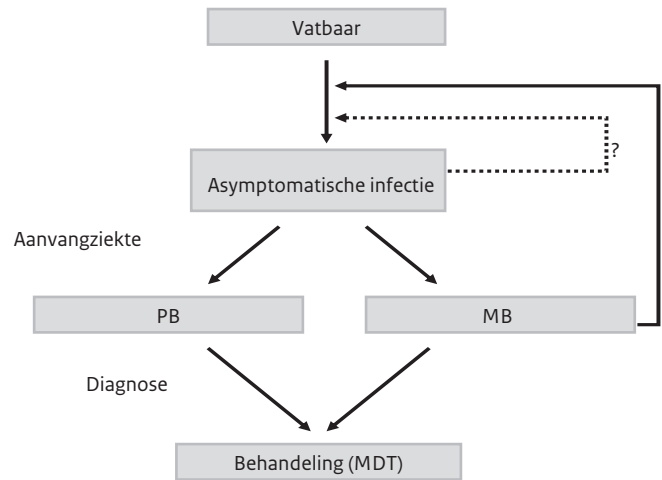 Vatbaar
?
Asymptomatische infectie
Aanvangziekte
PB
MB
Diagnose
Behandeling (MDT)